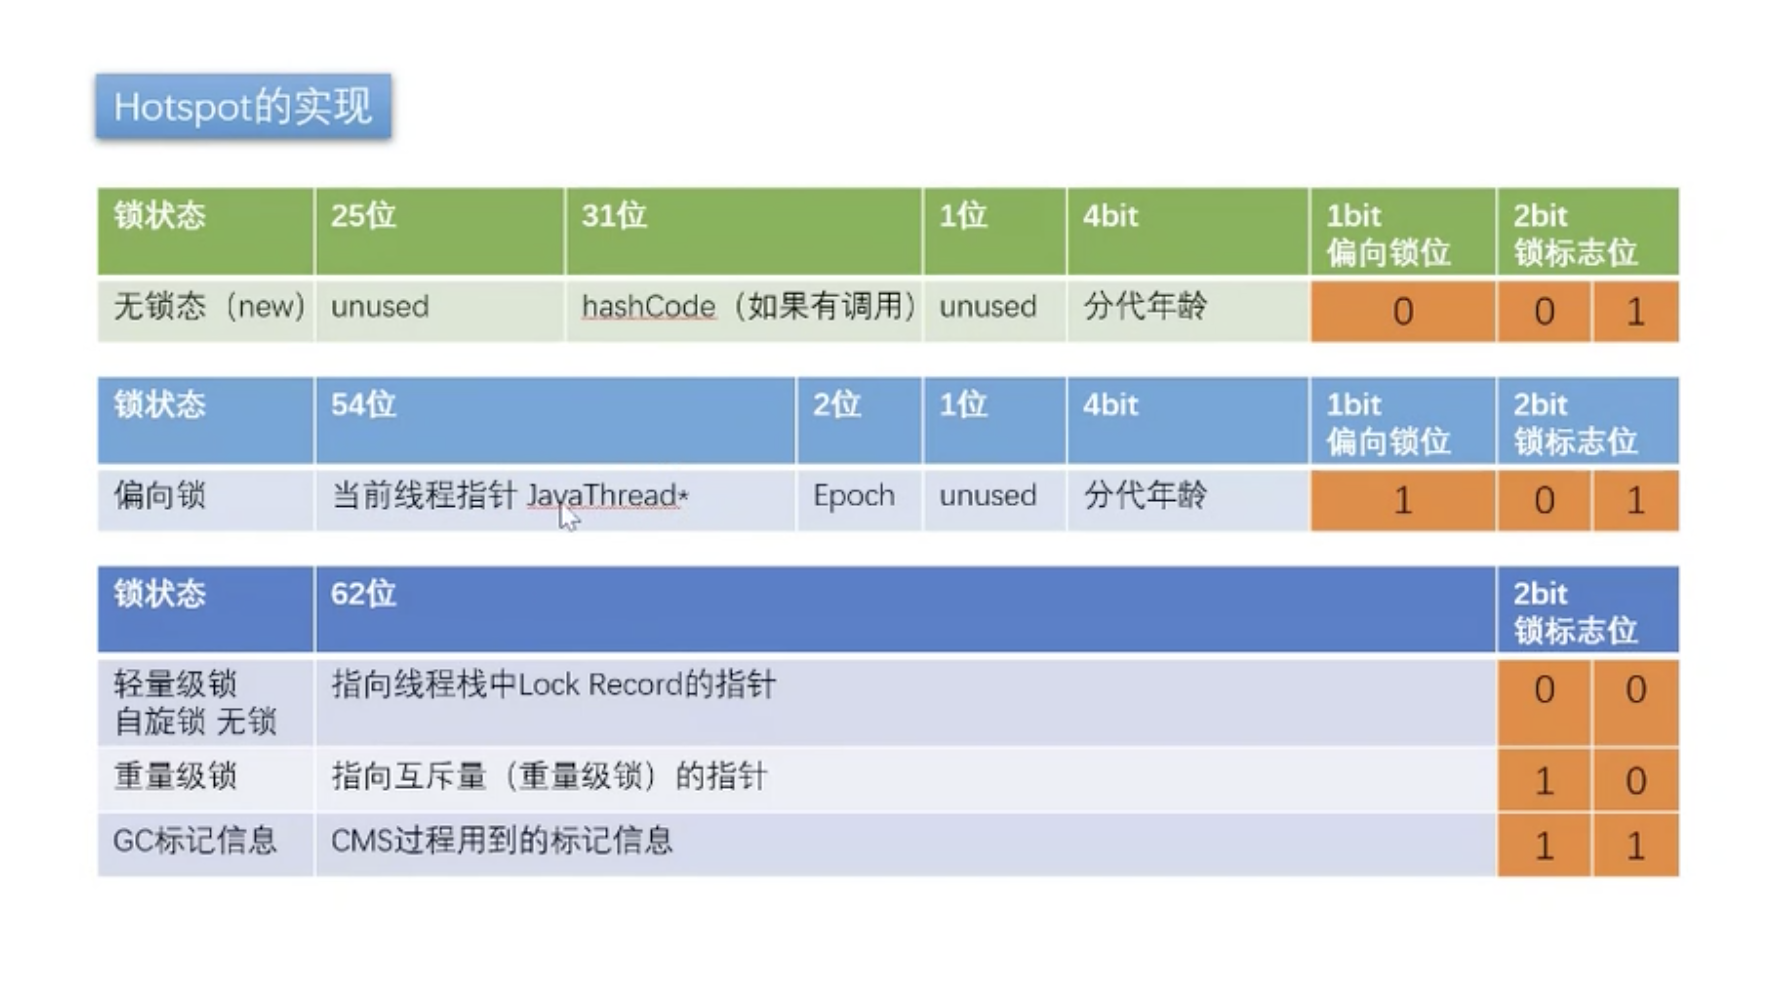 Hotspot的实现
锁状态 25位 31位 1位 4bit 1bit 2bit
偏向锁位 锁标志位
无锁态（new） unused hashCode（如果有调用） unused 分代年龄 0 0 1
锁状态 54位 2位 1位 4bit 1bit 2bit
偏向锁位 锁标志位
偏向锁 当前线程指针 JavaThread* Epoch unused 分代年龄 1 0 1
锁状态 62位 2bit
锁标志位
轻量级锁 指向线程栈中Lock Record的指针 0 0
自旋锁 无锁
重量级锁 指向互斥量（重量级锁）的指针 1 0
GC标记信息 CMS过程用到的标记信息 1 1